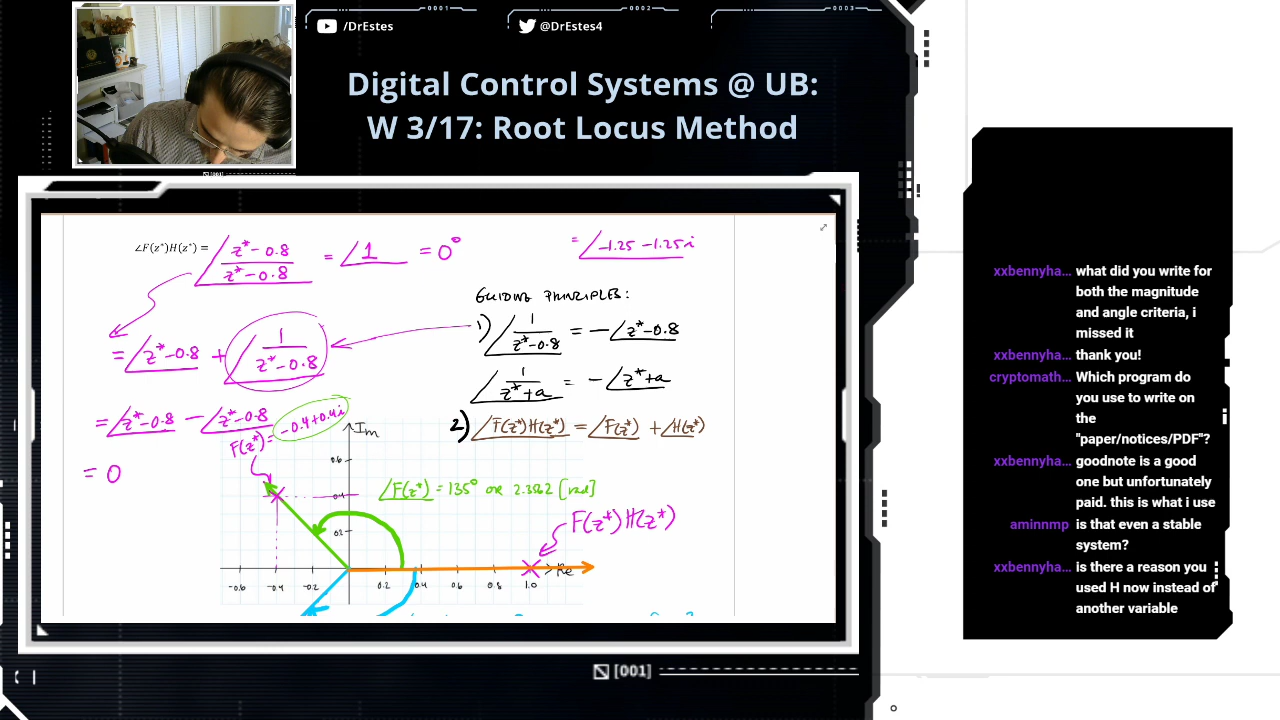 0001
0002
0003
/DrEstes
@DrEstes4
Digital Control Systems @ UB:
W 3/17: Root Locus Method
[001]
∠F(z*)H(z*) = ∠(z*-0.8)/(z*-0.8) = ∠1 = 0°
= ∠-1.25 -1.25i
GUIDING PRINCIPLES:
1) ∠1/(z*-0.8) = -∠z*-0.8
= ∠z*-0.8 + ∠1/(z*-0.8)
∠1/(z*+a) = -∠z*+a
= ∠z*-0.8 - ∠z*-0.8
2) ∠F(z*)H(z*) = ∠F(z*) + ∠H(z*)
F(z*)= -0.4+0.4i
Im
= 0
0.6
∠F(z*) = 135° or 2.3562 [rad]
0.4
F(z*)H(z*)
0.2
Re
-0.6 -0.4 -0.2 0.2 0.4 0.6 0.8 1.0
xxbennyha... what did you write for
both the magnitude
and angle criteria, i
missed it
xxbennyha... thank you!
cryptomath... Which program do
you use to write on
the
"paper/notices/PDF"?
xxbennyha... goodnote is a good
one but unfortunately
paid. this is what i use
aminnmp is that even a stable
system?
xxbennyha... is there a reason you
used H now instead of
another variable
[001]